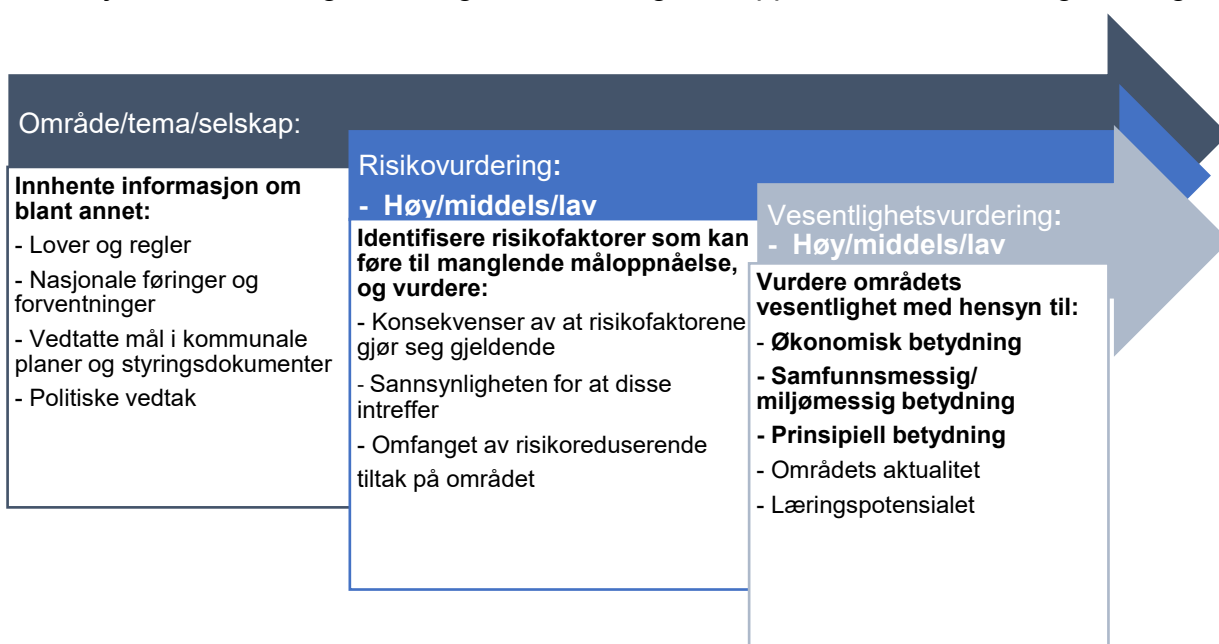 Område/tema/selskap:
Innhente informasjon om
blant annet:
- Lover og regler
- Nasjonale føringer og
forventninger
- Vedtatte mål i kommunale
planer og styringsdokumenter
- Politiske vedtak
Risikovurdering:
- Høy/middels/lav
Identifisere risikofaktorer som kan
føre til manglende måloppnåelse,
og vurdere:
- Konsekvenser av at risikofaktorene
gjør seg gjeldende
- Sannsynligheten for at disse
intreffer
- Omfanget av risikoreduserende
tiltak på området
Vesentlighetsvurdering:
- Høy/middels/lav
Vurdere områdets
vesentlighet med hensyn til:
- Økonomisk betydning
- Samfunnsmessig/
miljømessig betydning
- Prinsipiell betydning
- Områdets aktualitet
- Læringspotensialet